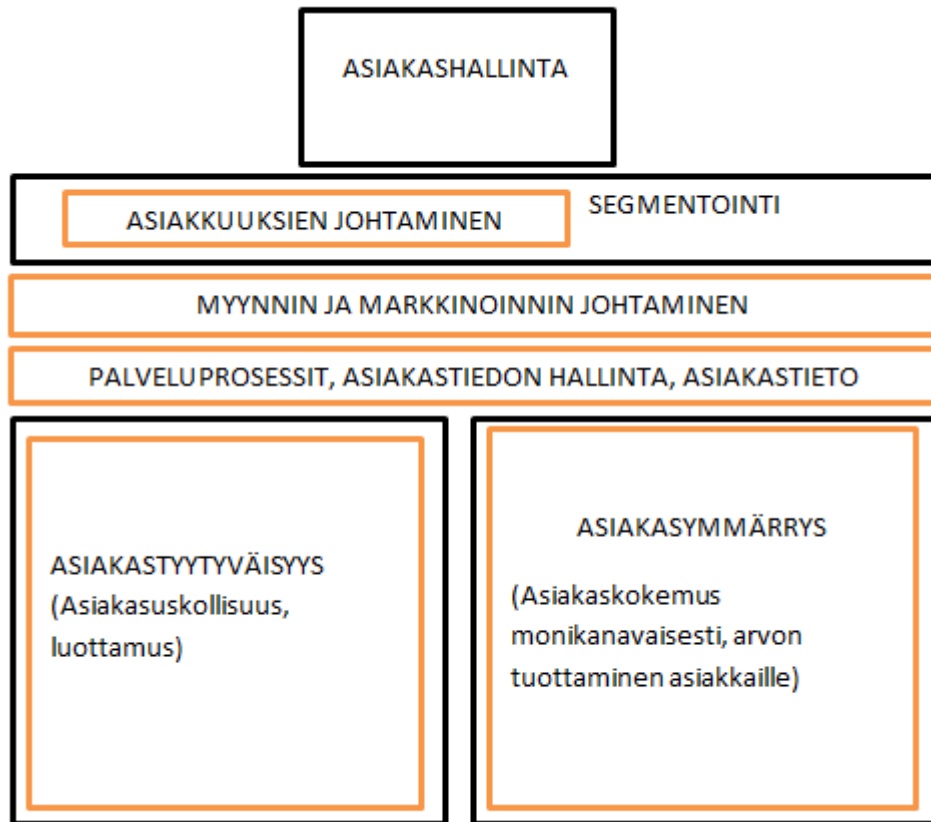 ASIAKASHALLINTA
ASIAKKUUKSIEN JOHTAMINEN
SEGMENTOINTI
MYYNNIN JA MARKKINOINNIN JOHTAMINEN
PALVELUPROSESSIT, ASIAKASTIEDON HALLINTA, ASIAKASTIETO
ASIAKASTYYTYVÄISYYS
(Asiakasuskollisuus,
luottamus)
ASIAKASYMMÄRRYS
(Asiakaskokemus
monikanavaisesti, arvon
tuottaminen asiakkaille)